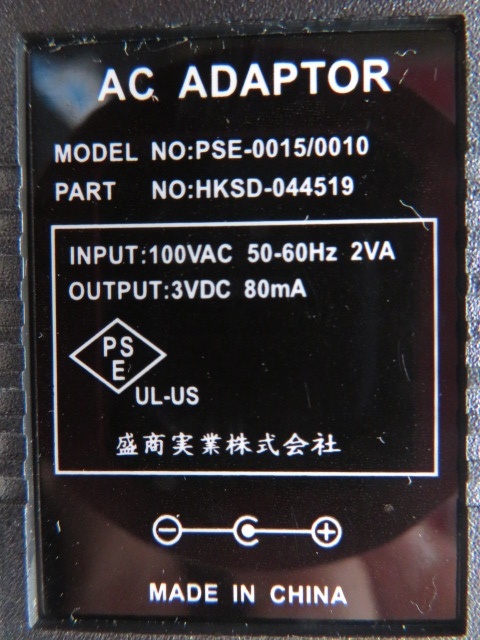 AC ADAPTOR
MODEL NO:PSE-0015/0010
PART NO:HKSD-044519
INPUT:100VAC 50-60Hz 2VA
OUTPUT:3VDC 80mA
PS
E
UL-US
盛商実業株式会社
MADE IN CHINA